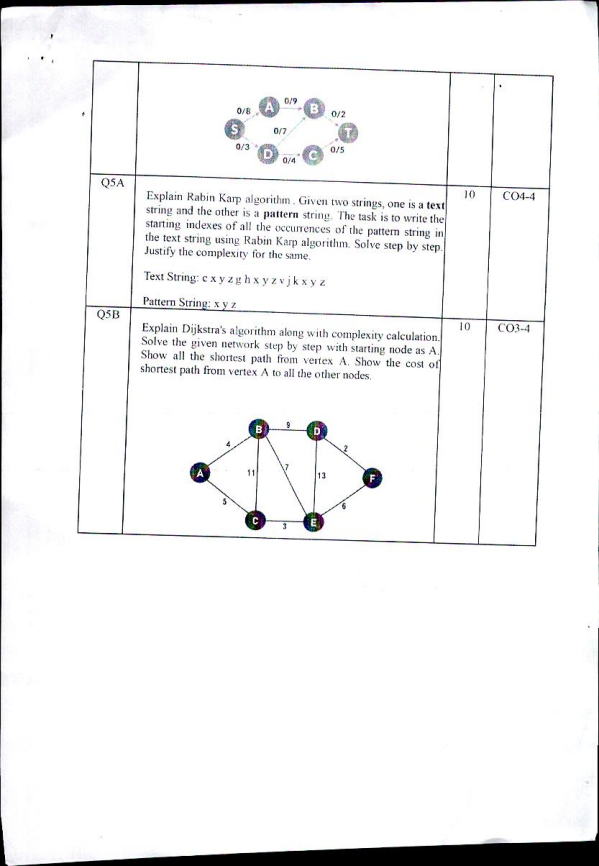 0/9
A
B
0/8
0/2
S
0/7
T
0/3
0/5
D
C
0/4
Q5A
10
CO4-4
Explain Rabin Karp algorithm . Given two strings, one is a text
string and the other is a pattern string. The task is to write the
starting indexes of all the occurrences of the pattern string in
the text string using Rabin Karp algorithm. Solve step by step.
Justify the complexity for the same.
Text String: c x y z g h x y z v j k x y z
Pattern String: x y z
Q5B
10
CO3-4
Explain Dijkstra's algorithm along with complexity calculation.
Solve the given network step by step with starting node as A.
Show all the shortest path from vertex A. Show the cost of
shortest path from vertex A to all the other nodes.
B
9
D
4
2
A
11
7
13
F
5
6
C
3
E